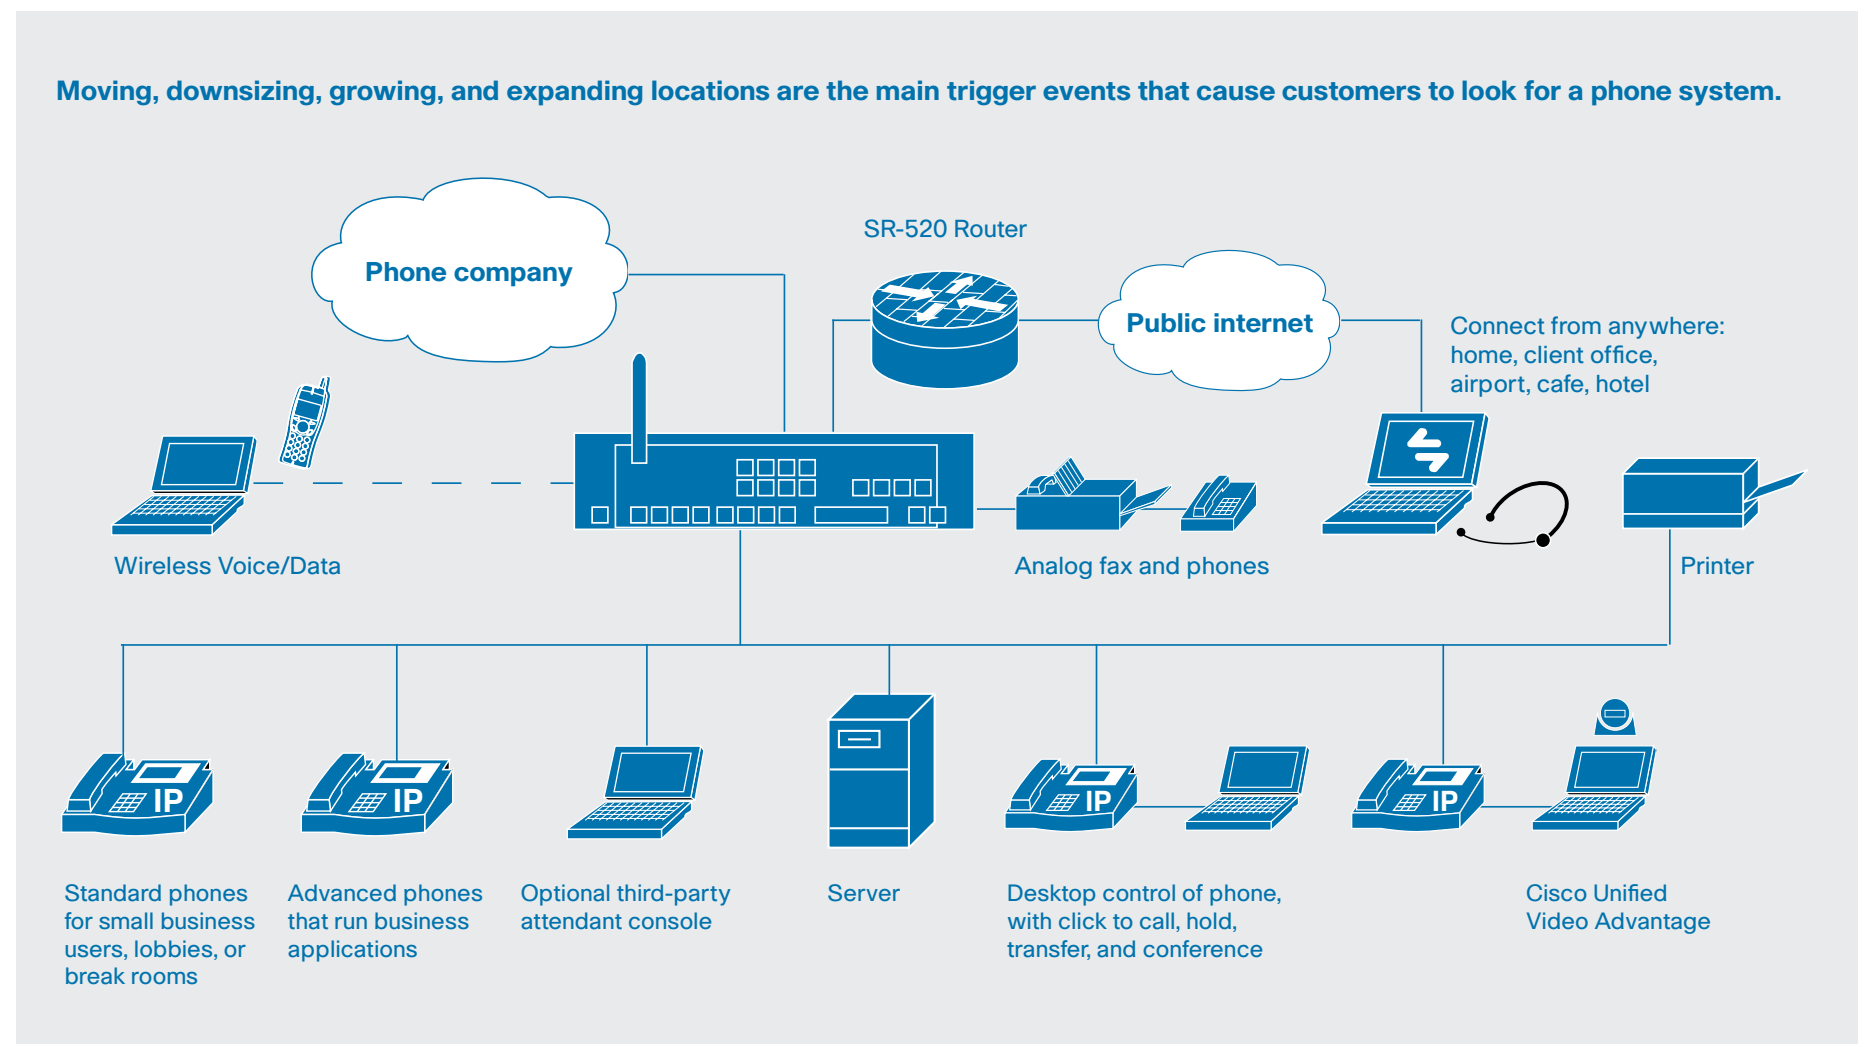 Moving, downsizing, growing, and expanding locations are the main trigger events that cause customers to look for a phone system.
Phone company
SR-520 Router
Public internet
Connect from anywhere:
home, client office,
airport, cafe, hotel
Wireless Voice/Data
Analog fax and phones
Printer
IP
IP
IP
IP
Standard phones
for small business
users, lobbies, or
break rooms
Advanced phones
that run business
applications
Optional third-party
attendant console
Server
Desktop control of phone,
with click to call, hold,
transfer, and conference
Cisco Unified
Video Advantage